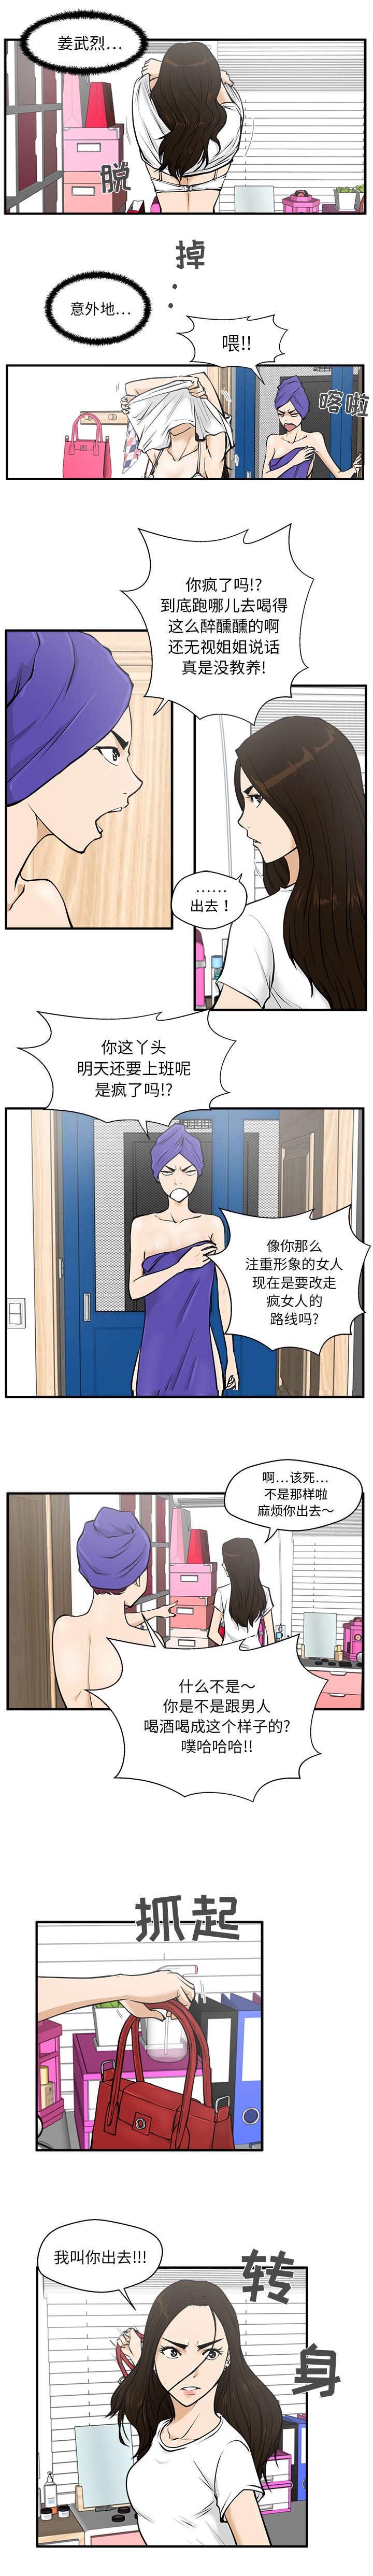 姜武烈...
脱
掉
意外地...
喂!!
喀啦
你疯了吗!?
到底跑哪儿去喝得
这么醉醺醺的啊
还无视姐姐说话
真是没教养!
......
出去！
你这丫头
明天还要上班呢
是疯了吗!?
像你那么
注重形象的女人
现在是要改走
疯女人的
路线吗?
啊...该死...
不是那样啦
麻烦你出去～
什么不是～
你是不是跟男人
喝酒喝成这个样子的?
噗哈哈哈!!
抓起
我叫你出去!!!
转
身